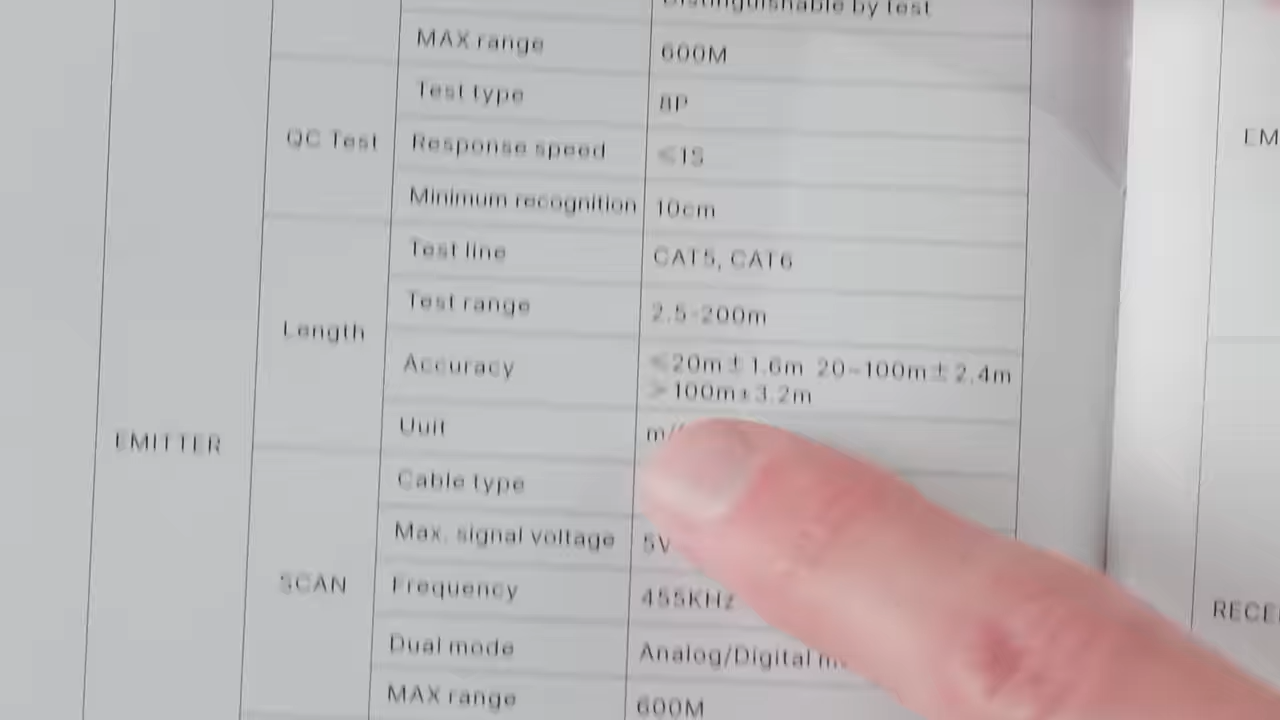 Distinguishable by test
MAX range 600M
QC Test
Test type 8P
Response speed ≤1S
Minimum recognition 10cm
Length
Test line CAT5, CAT6
Test range 2.5-200m
Accuracy ≤20m±1.6m 20~100m±2.4m
>100m±3.2m
Uuit m/
EMITTER
SCAN
Cable type
Max. signal voltage 5V
Frequency 455KHz
Dual mode Analog/Digital
MAX range 600M